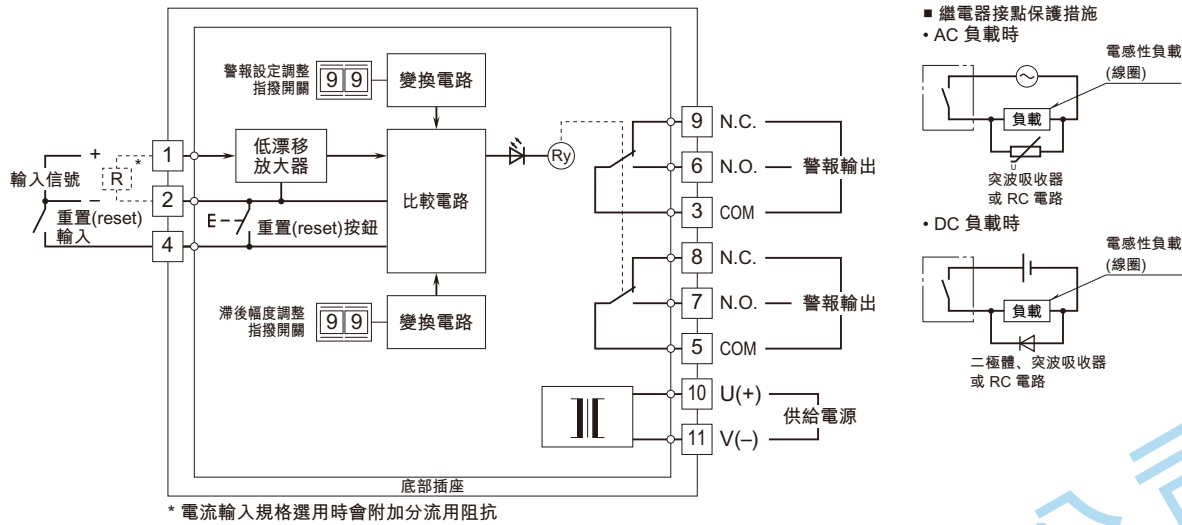 警報設定調整
指撥開關
9 9
變換電路
低漂移
放大器
比較電路
Ry
輸入信號
+
*
R
−
重置(reset)
輸入
1
2
4
E
重置(reset)按鈕
滯後幅度調整
指撥開關
9 9
變換電路
9 N.C.
6 N.O.
3 COM
警報輸出
8 N.C.
7 N.O.
5 COM
警報輸出
10 U(+)
11 V(–)
供給電源
底部插座
* 電流輸入規格選用時會附加分流用阻抗
■ 繼電器接點保護措施
• AC 負載時
電感性負載
(線圈)
負載
U
突波吸收器
或 RC 電路
• DC 負載時
電感性負載
(線圈)
負載
二極體、突波吸收器
或 RC 電路
公司